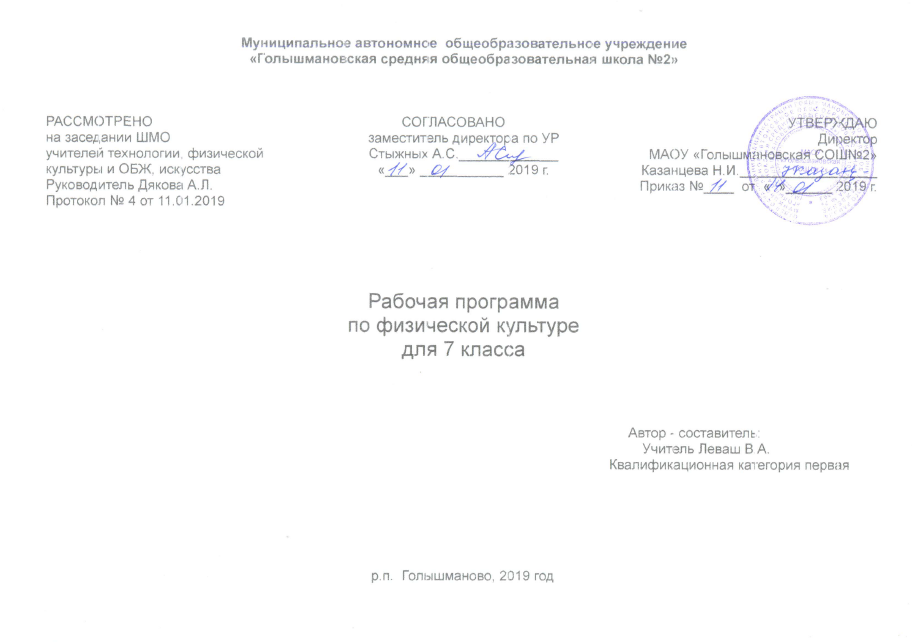 Муниципальное автономное общеобразовательное учреждение
«Голышмановская средняя общеобразовательная школа №2»
РАССМОТРЕНО
на заседании ШМО
учителей технологии, физической
культуры и ОБЖ, искусства
Руководитель Дякова А.Л.
Протокол № 4 от 11.01.2019
СОГЛАСОВАНО
заместитель директора по УР
Стыжных А.С.
«11» 01 2019 г.
УТВЕРЖДАЮ
Директор
МАОУ «Голышмановская СОШ№2»
Казанцева Н.И.
Приказ № 11 от «11» 01 2019 г.
Рабочая программа
по физической культуре
для 7 класса
Автор - составитель:
Учитель Леваш В А.
Квалификационная категория первая
р.п. Голышманово, 2019 год